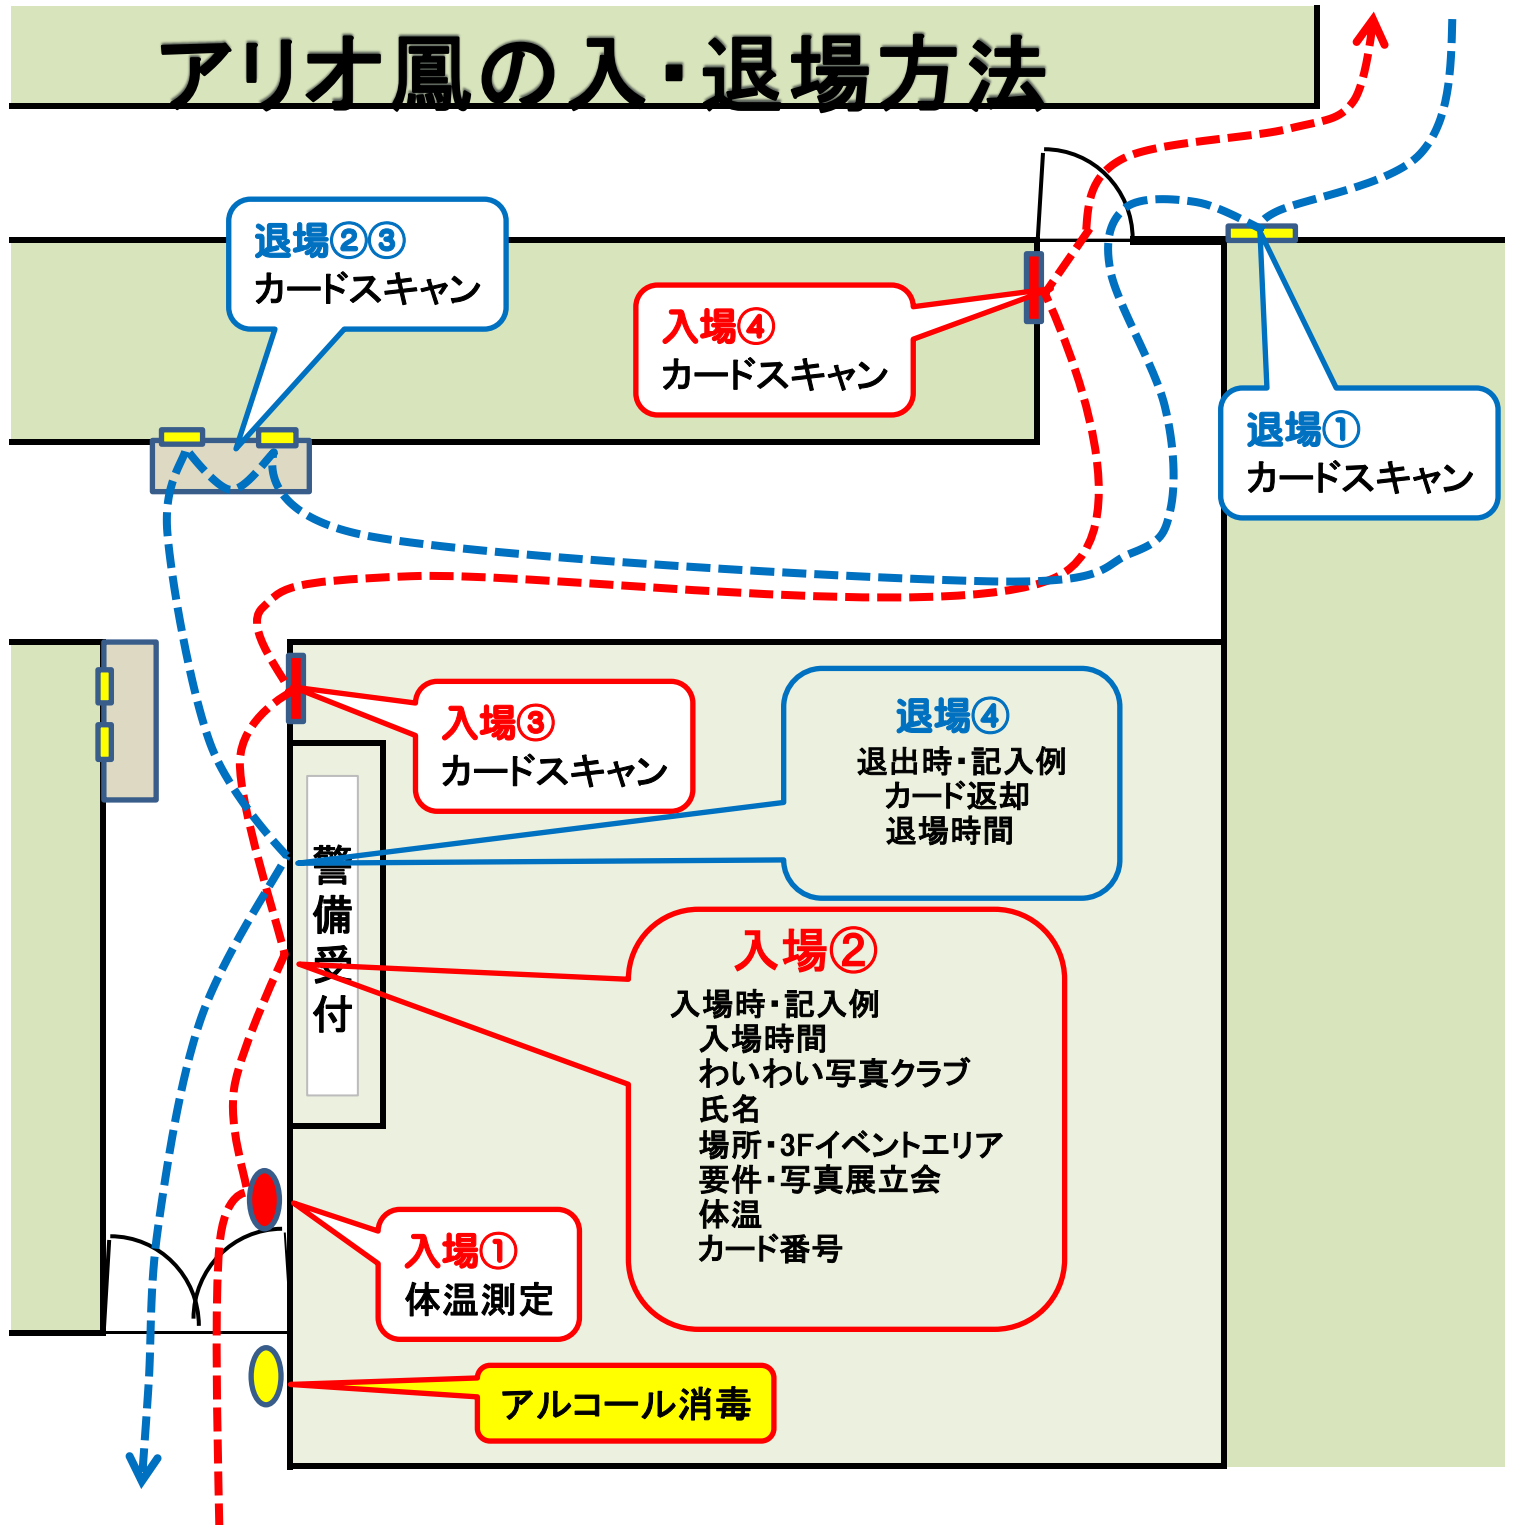 アリオ鳳の入・退場方法
退場②③
カードスキャン
入場④
カードスキャン
退場①
カードスキャン
入場③
カードスキャン
退場④
退出時・記入例
カード返却
退場時間
警備受付
入場②
入場時・記入例
入場時間
わいわい写真クラブ
氏名
場所・3Fイベントエリア
要件・写真展立会
体温
カード番号
入場①
体温測定
アルコール消毒